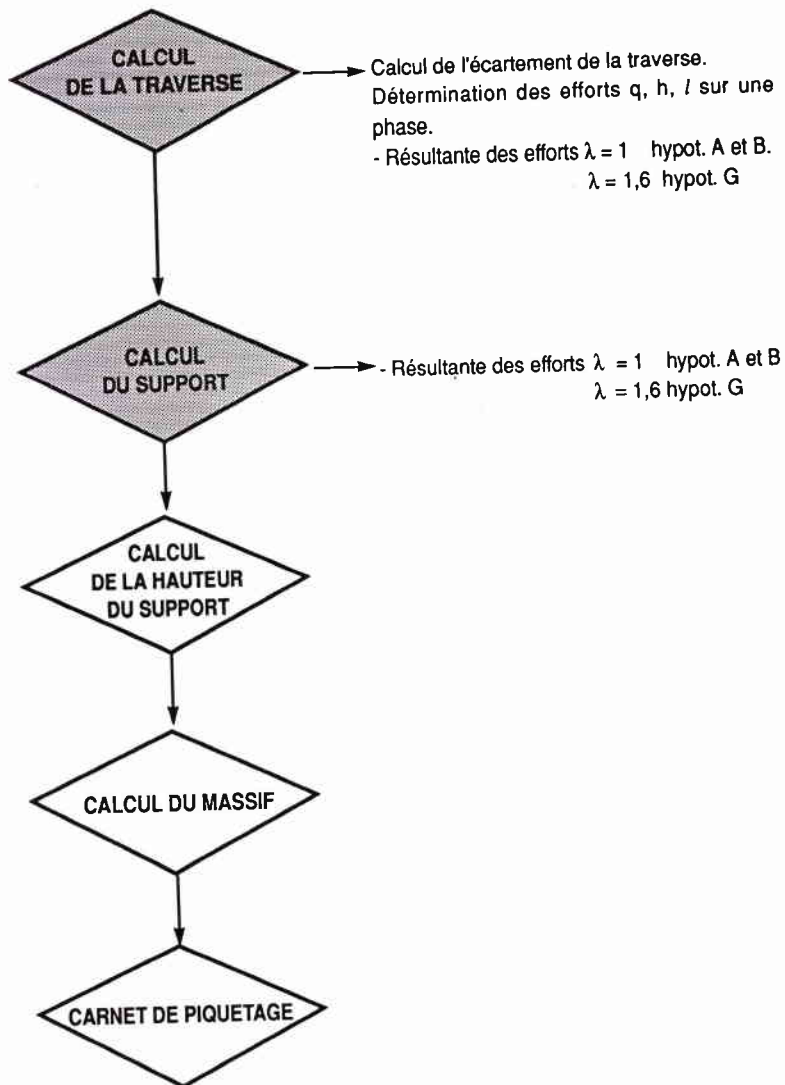 CALCUL
DE LA TRAVERSE
Calcul de l'écartement de la traverse.
Détermination des efforts q, h, l sur une
phase.
- Résultante des efforts λ = 1 hypot. A et B.
λ = 1,6 hypot. G
CALCUL
DU SUPPORT
- Résultante des efforts λ = 1 hypot. A et B
λ = 1,6 hypot. G
CALCUL
DE LA HAUTEUR
DU SUPPORT
CALCUL DU MASSIF
CARNET DE PIQUETAGE